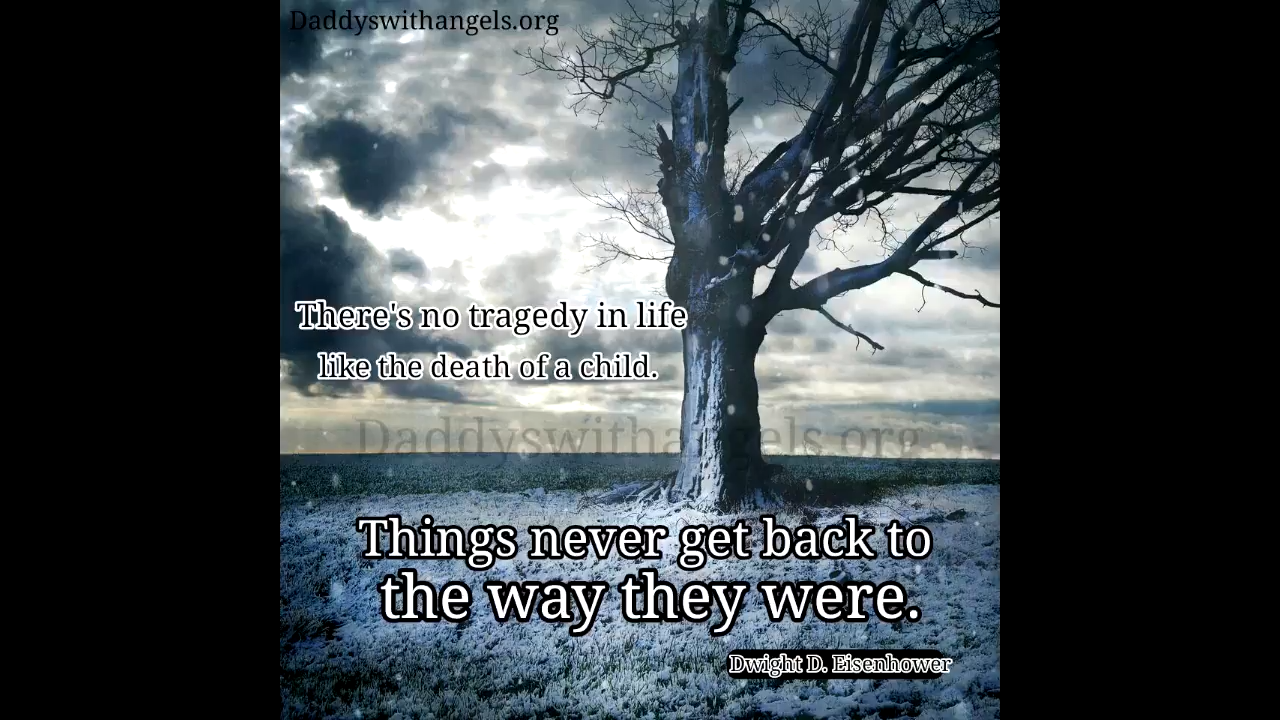 Daddyswithangels.org
There's no tragedy in life
like the death of a child.
Daddyswithangels.org
Things never get back to
the way they were.
Dwight D. Eisenhower